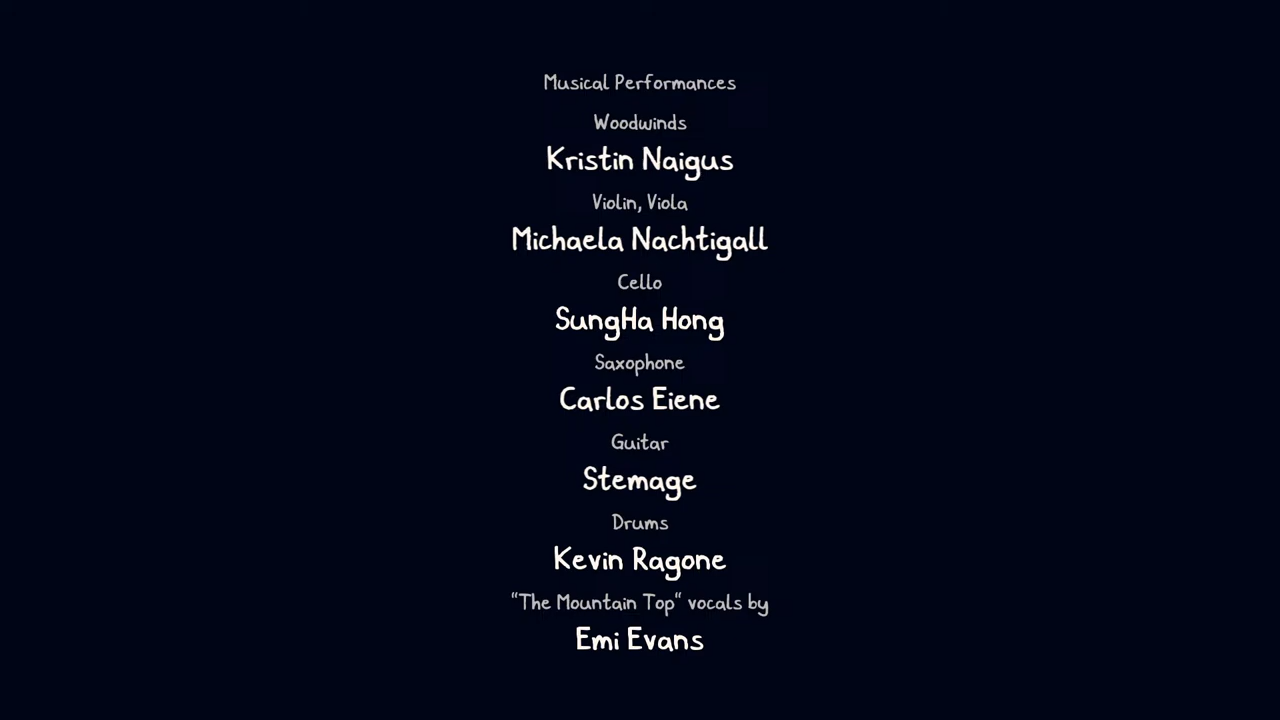 Musical Performances
Woodwinds
Kristin Naigus
Violin, Viola
Michaela Nachtigall
Cello
SungHa Hong
Saxophone
Carlos Eiene
Guitar
Stemage
Drums
Kevin Ragone
“The Mountain Top“ vocals by
Emi Evans